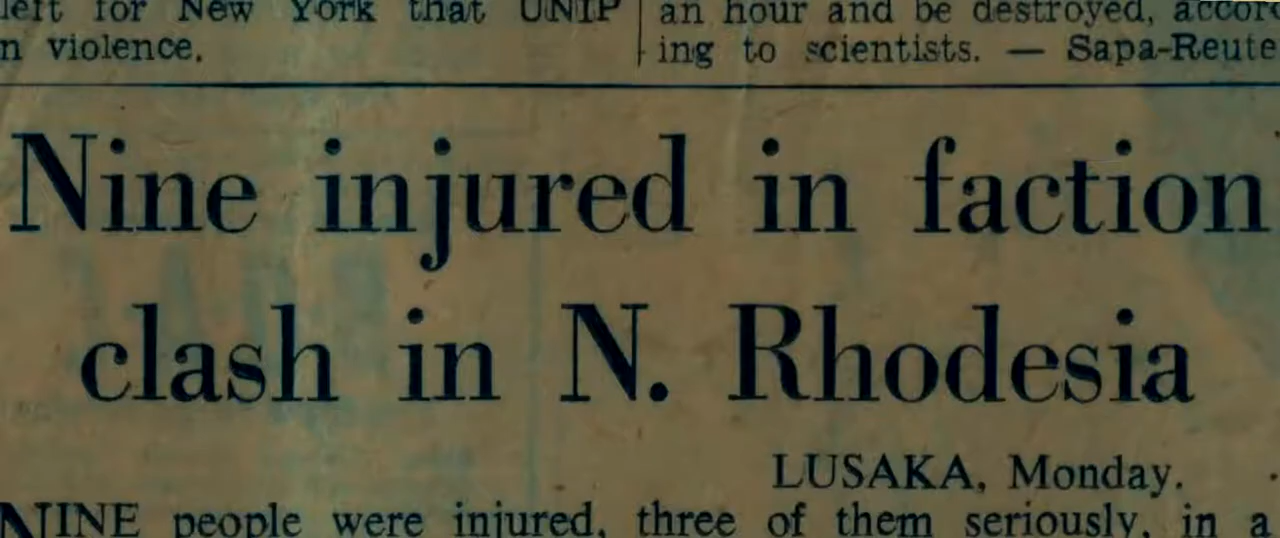 left for New York that UNIP
n violence.
an hour and be destroyed, accord
ing to scientists. — Sapa-Reute
Nine injured in faction
clash in N. Rhodesia
LUSAKA, Monday.
NINE people were injured, three of them seriously, in a